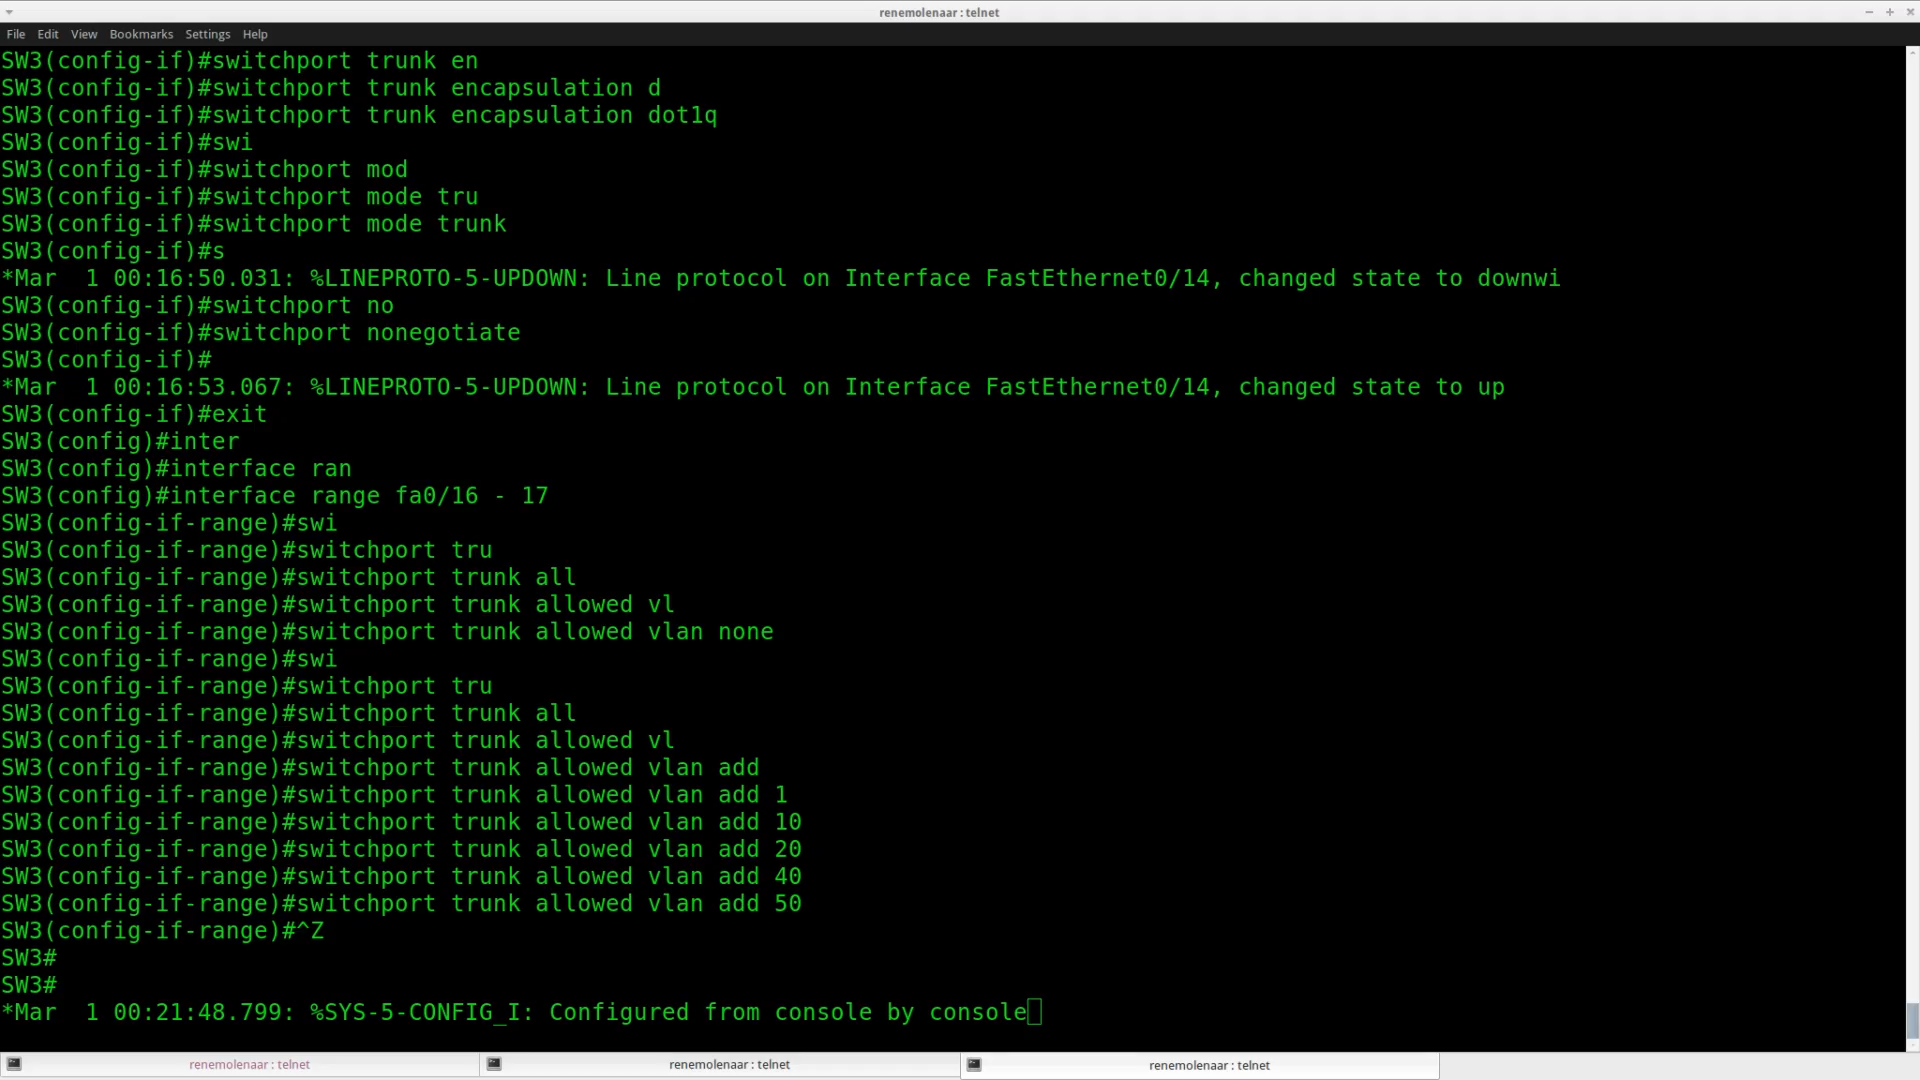 renemolenaar : telnet
File Edit View Bookmarks Settings Help
SW3(config-if)#switchport trunk en
SW3(config-if)#switchport trunk encapsulation d
SW3(config-if)#switchport trunk encapsulation dot1q
SW3(config-if)#swi
SW3(config-if)#switchport mod
SW3(config-if)#switchport mode tru
SW3(config-if)#switchport mode trunk
SW3(config-if)#s
*Mar  1 00:16:50.031: %LINEPROTO-5-UPDOWN: Line protocol on Interface FastEthernet0/14, changed state to downwi
SW3(config-if)#switchport no
SW3(config-if)#switchport nonegotiate
SW3(config-if)#
*Mar  1 00:16:53.067: %LINEPROTO-5-UPDOWN: Line protocol on Interface FastEthernet0/14, changed state to up
SW3(config-if)#exit
SW3(config)#inter
SW3(config)#interface ran
SW3(config)#interface range fa0/16 - 17
SW3(config-if-range)#swi
SW3(config-if-range)#switchport tru
SW3(config-if-range)#switchport trunk all
SW3(config-if-range)#switchport trunk allowed vl
SW3(config-if-range)#switchport trunk allowed vlan none
SW3(config-if-range)#swi
SW3(config-if-range)#switchport tru
SW3(config-if-range)#switchport trunk all
SW3(config-if-range)#switchport trunk allowed vl
SW3(config-if-range)#switchport trunk allowed vlan add
SW3(config-if-range)#switchport trunk allowed vlan add 1
SW3(config-if-range)#switchport trunk allowed vlan add 10
SW3(config-if-range)#switchport trunk allowed vlan add 20
SW3(config-if-range)#switchport trunk allowed vlan add 40
SW3(config-if-range)#switchport trunk allowed vlan add 50
SW3(config-if-range)#^Z
SW3#
SW3#
*Mar  1 00:21:48.799: %SYS-5-CONFIG_I: Configured from console by console
renemolenaar : telnet renemolenaar : telnet renemolenaar : telnet